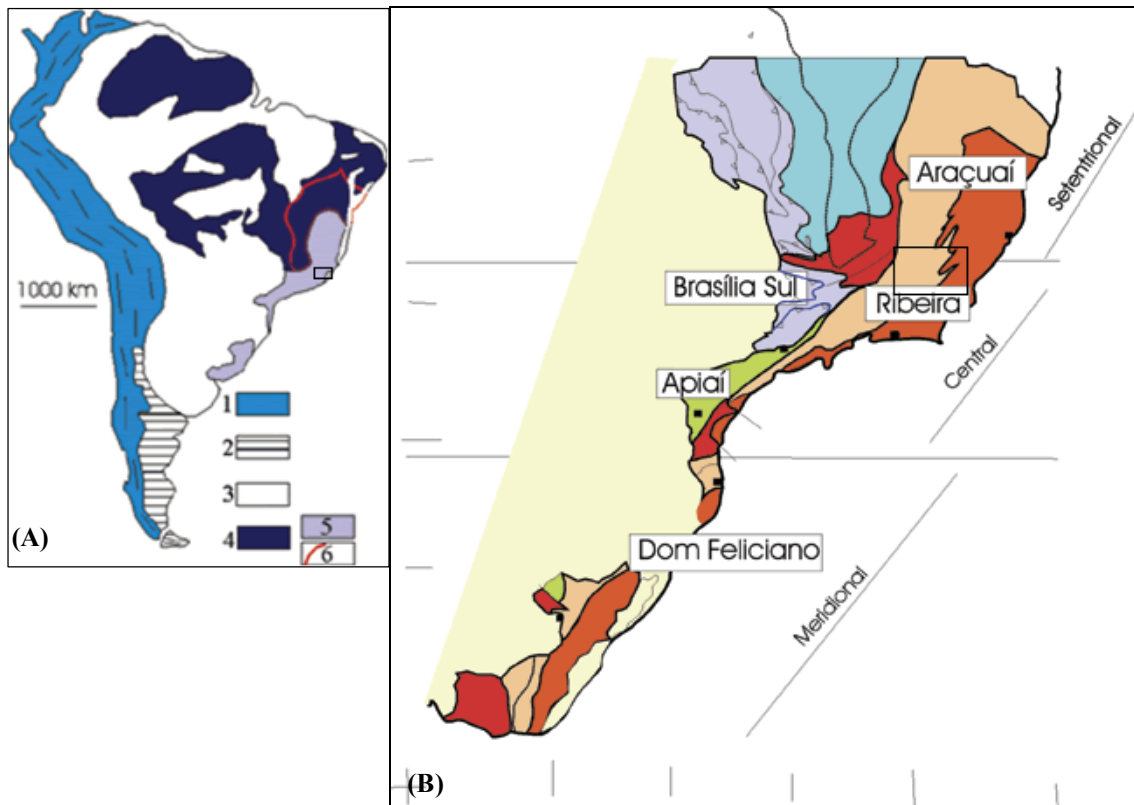 1000 km
1
2
3
4
5
6
(A)
Araçuaí
Setentrional
Brasília Sul
Ribeira
Central
Apiaí
Dom Feliciano
Meridional
(B)